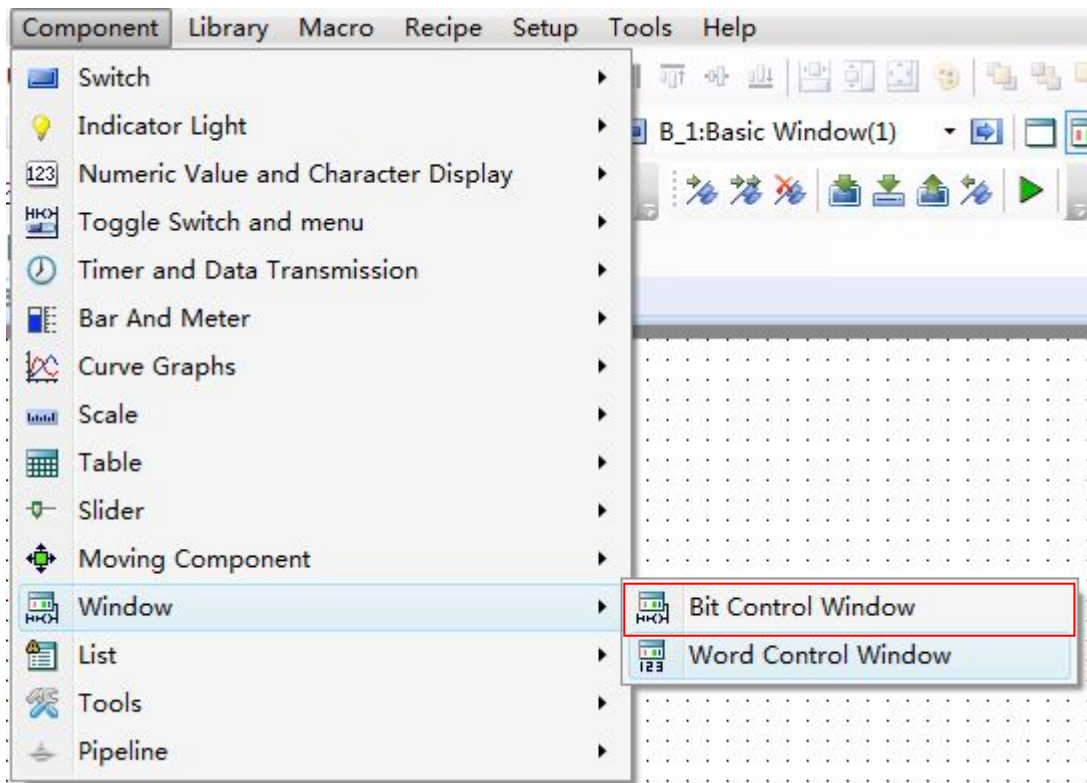 Component Library Macro Recipe Setup Tools Help
Switch
Indicator Light
B_1:Basic Window(1)
123 Numeric Value and Character Display
Toggle Switch and menu
Timer and Data Transmission
Bar And Meter
Curve Graphs
Scale
Table
Slider
Moving Component
Window
Bit Control Window
List
123 Word Control Window
Tools
Pipeline